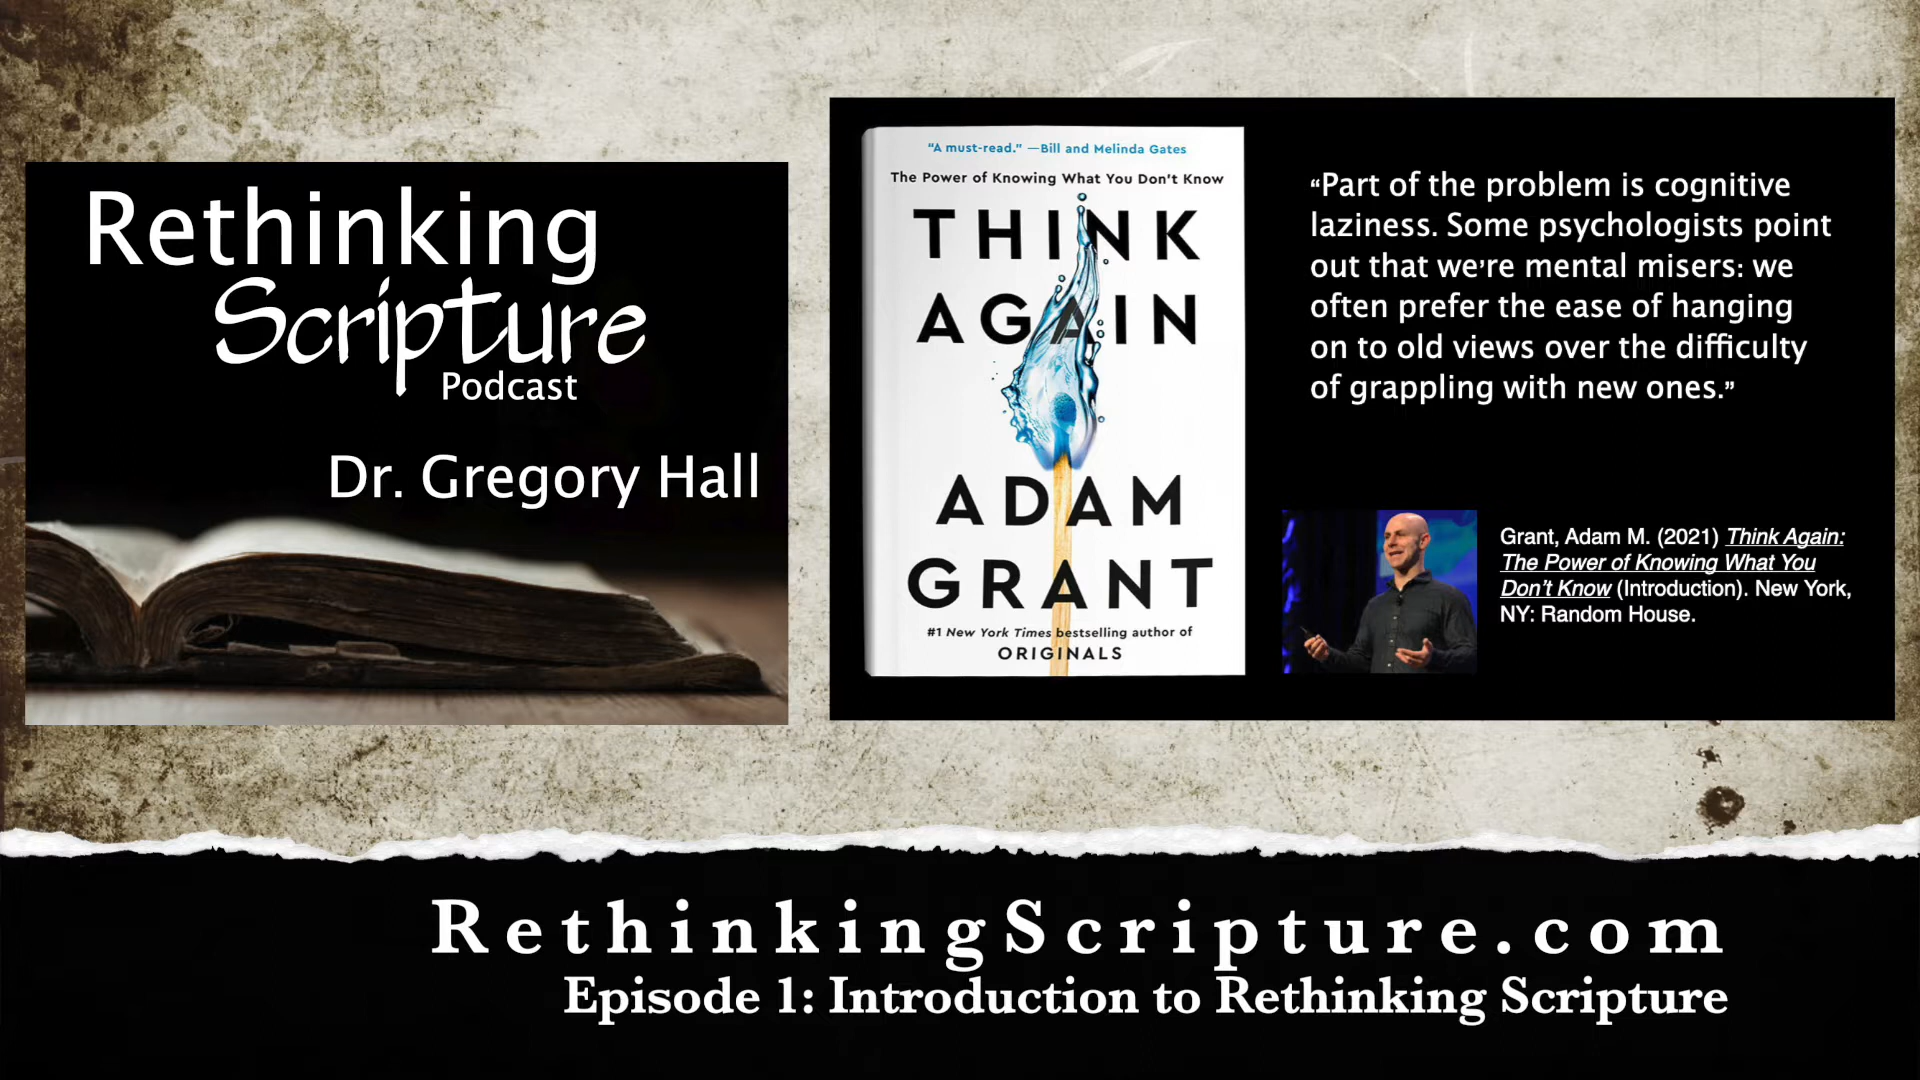 Rethinking
Scripture
Podcast
Dr. Gregory Hall
“A must-read.” —Bill and Melinda Gates
The Power of Knowing What You Don't Know
THINK
AGAIN
ADAM
GRANT
#1 New York Times bestselling author of
ORIGINALS
“Part of the problem is cognitive
laziness. Some psychologists point
out that we’re mental misers: we
often prefer the ease of hanging
on to old views over the difficulty
of grappling with new ones.”
Grant, Adam M. (2021) Think Again:
The Power of Knowing What You
Don’t Know (Introduction). New York,
NY: Random House.
RethinkingScripture.com
Episode 1: Introduction to Rethinking Scripture